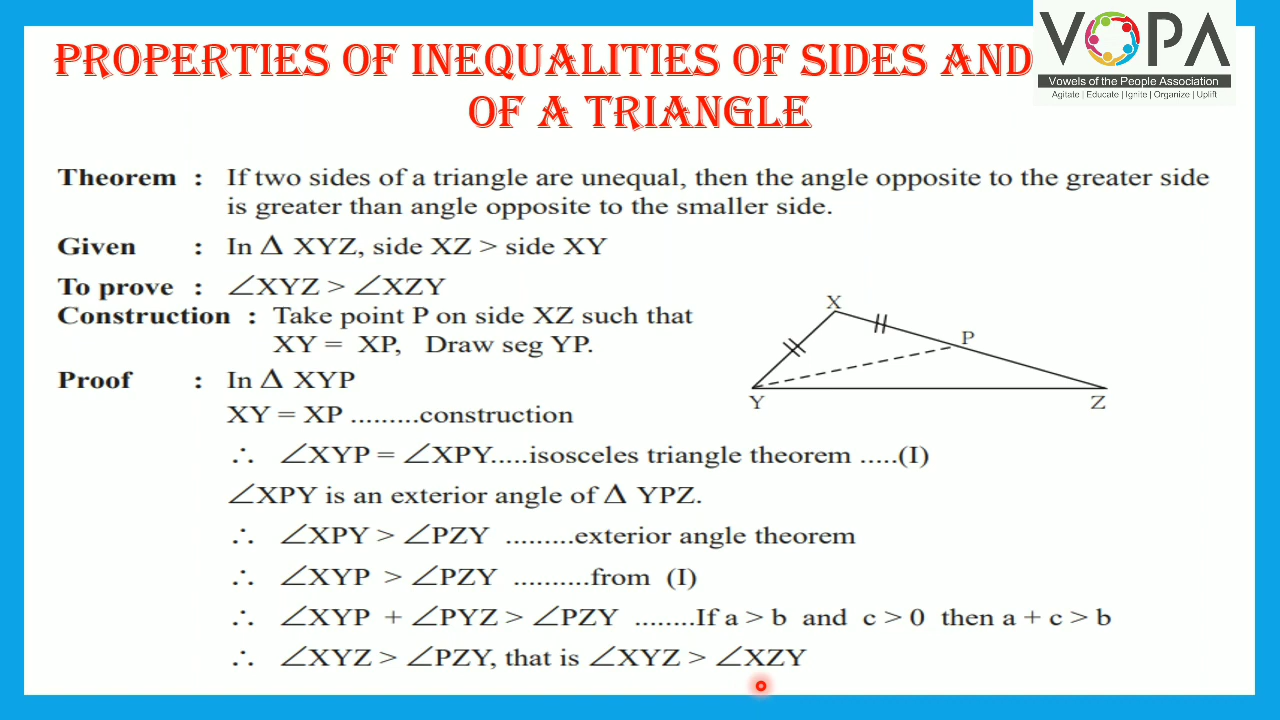 PROPERTIES OF INEQUALITIES OF SIDES AND
OF A TRIANGLE
VOPA
Vowels of the People Association
Agitate | Educate | Ignite | Organize | Uplift
Theorem : If two sides of a triangle are unequal, then the angle opposite to the greater side
is greater than angle opposite to the smaller side.
Given : In Δ XYZ, side XZ > side XY
To prove : ∠XYZ > ∠XZY
Construction : Take point P on side XZ such that
XY = XP, Draw seg YP.
X
P
Y
Z
Proof : In Δ XYP
XY = XP .........construction
∴ ∠XYP = ∠XPY.....isosceles triangle theorem .....(I)
∠XPY is an exterior angle of Δ YPZ.
∴ ∠XPY > ∠PZY .........exterior angle theorem
∴ ∠XYP > ∠PZY ..........from (I)
∴ ∠XYP + ∠PYZ > ∠PZY ........If a > b and c > 0 then a + c > b
∴ ∠XYZ > ∠PZY, that is ∠XYZ > ∠XZY